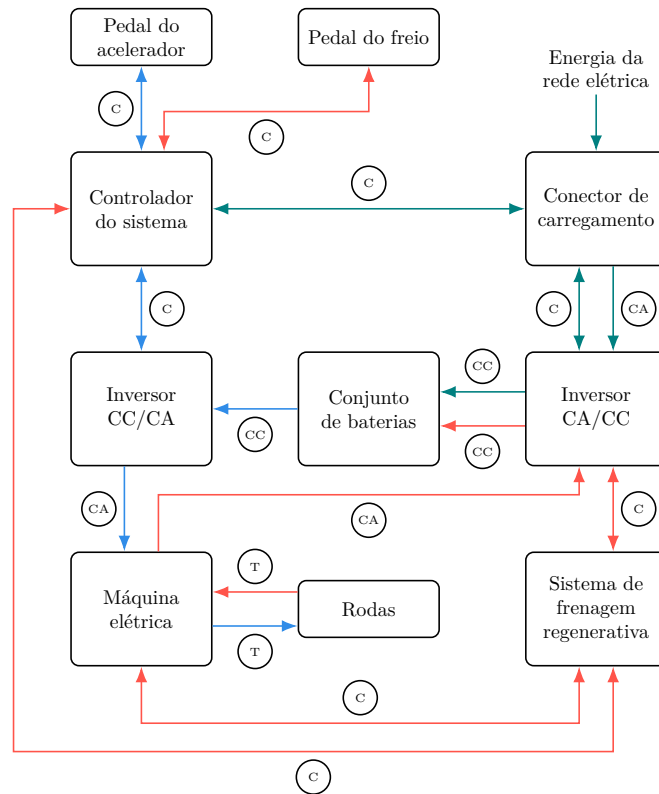 Pedal do
acelerador
Pedal do freio
Energia da
rede elétrica
C
C
Controlador
do sistema
C
Conector de
carregamento
C
C
CA
Inversor
CC/CA
CC
Conjunto
de baterias
CC
CC
Inversor
CA/CC
CA
CA
C
Máquina
elétrica
T
T
Rodas
Sistema de
frenagem
regenerativa
C
C